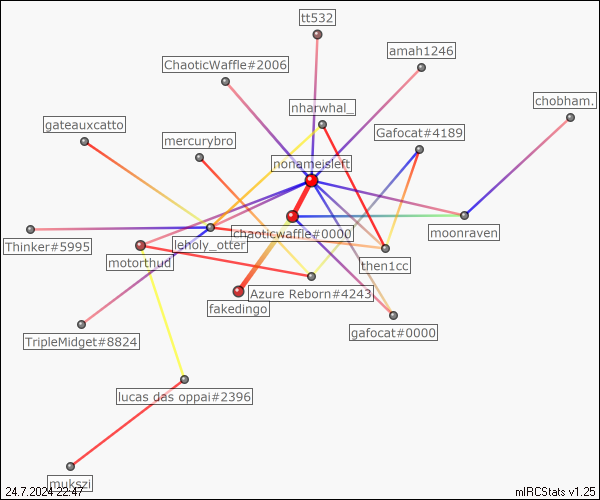 tt532
amah1246
ChaoticWaffle#2006
chobham.
nharwhal_
gateauxcatto
Gafocat#4189
mercurybro
nonameisleft
moonraven
chaoticwaffle#0000
Thinker#5995
leholy_otter
motorthud
then1cc
Azure Reborn#4243
fakedingo
gafocat#0000
TripleMidget#8824
lucas das oppai#2396
mukszi
24.7.2024 22:47
mIRCStats v1.25